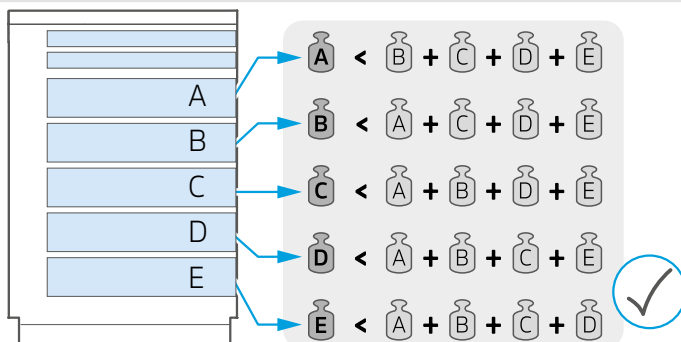 A
B
C
D
E
A < B + C + D + E
B < A + C + D + E
C < A + B + D + E
D < A + B + C + E
E < A + B + C + D